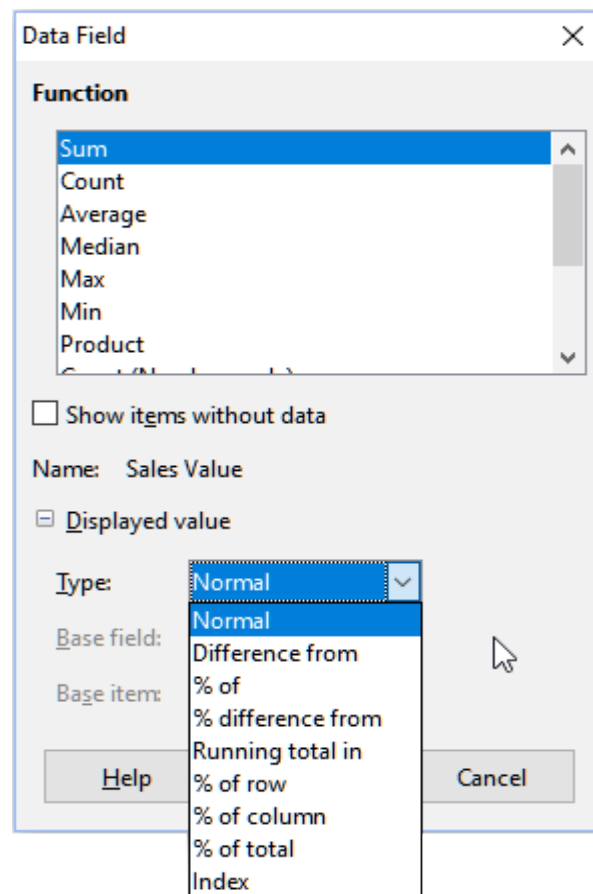 Data Field
Function
Sum
Count
Average
Median
Max
Min
Product
Show items without data
Name: Sales Value
Displayed value
Type: Normal
Normal
Base field:
Difference from
% of
Base item:
% difference from
Running total in
Help
% of row
Cancel
% of column
% of total
Index